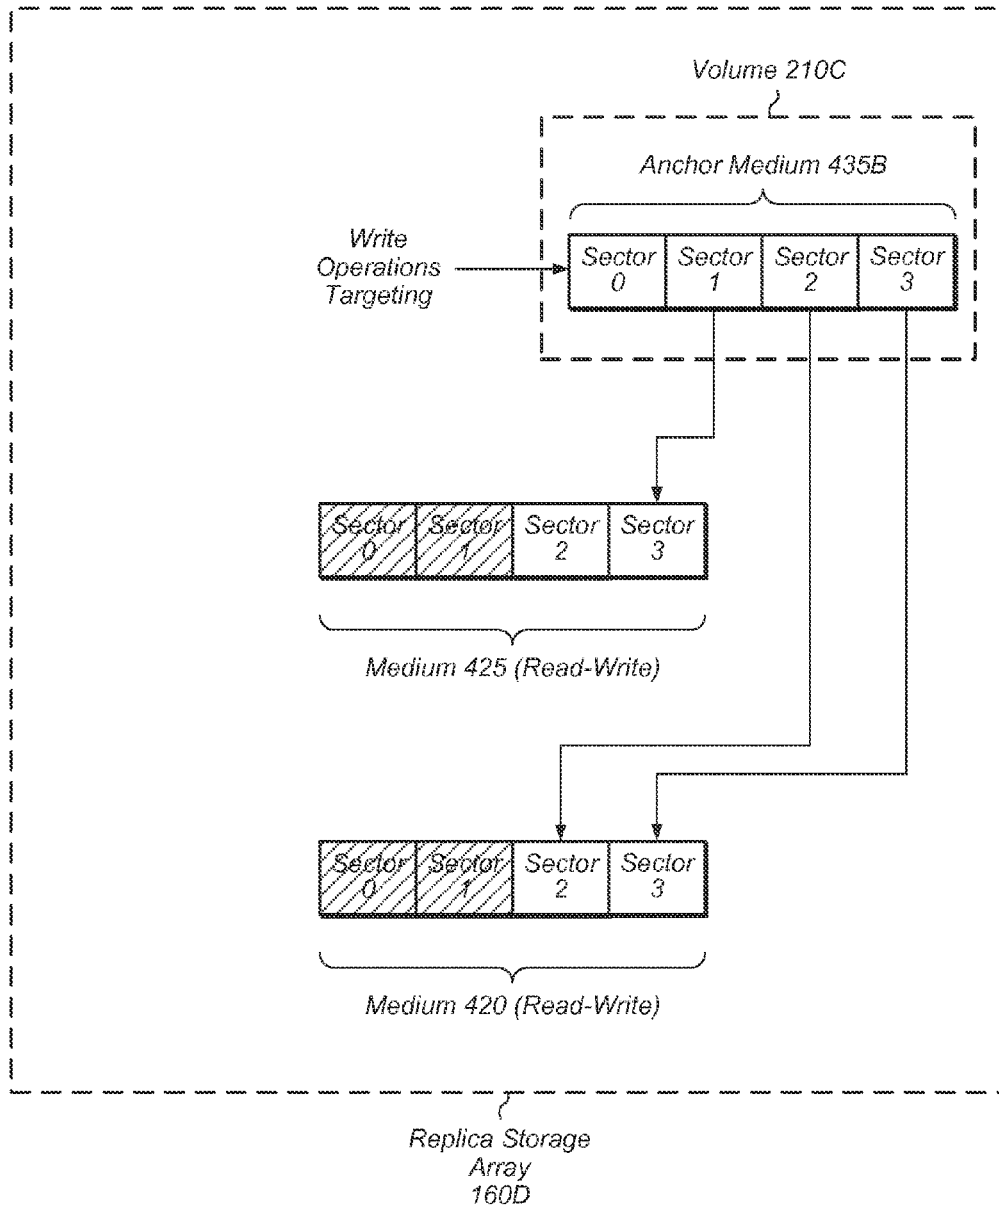 Volume 210C
Anchor Medium 435B
Write
Operations
Targeting
Sector Sector Sector Sector
0 1 2 3
Sector Sector Sector Sector
0 1 2 3
Medium 425 (Read-Write)
Sector Sector Sector Sector
0 1 2 3
Medium 420 (Read-Write)
Replica Storage
Array
160D